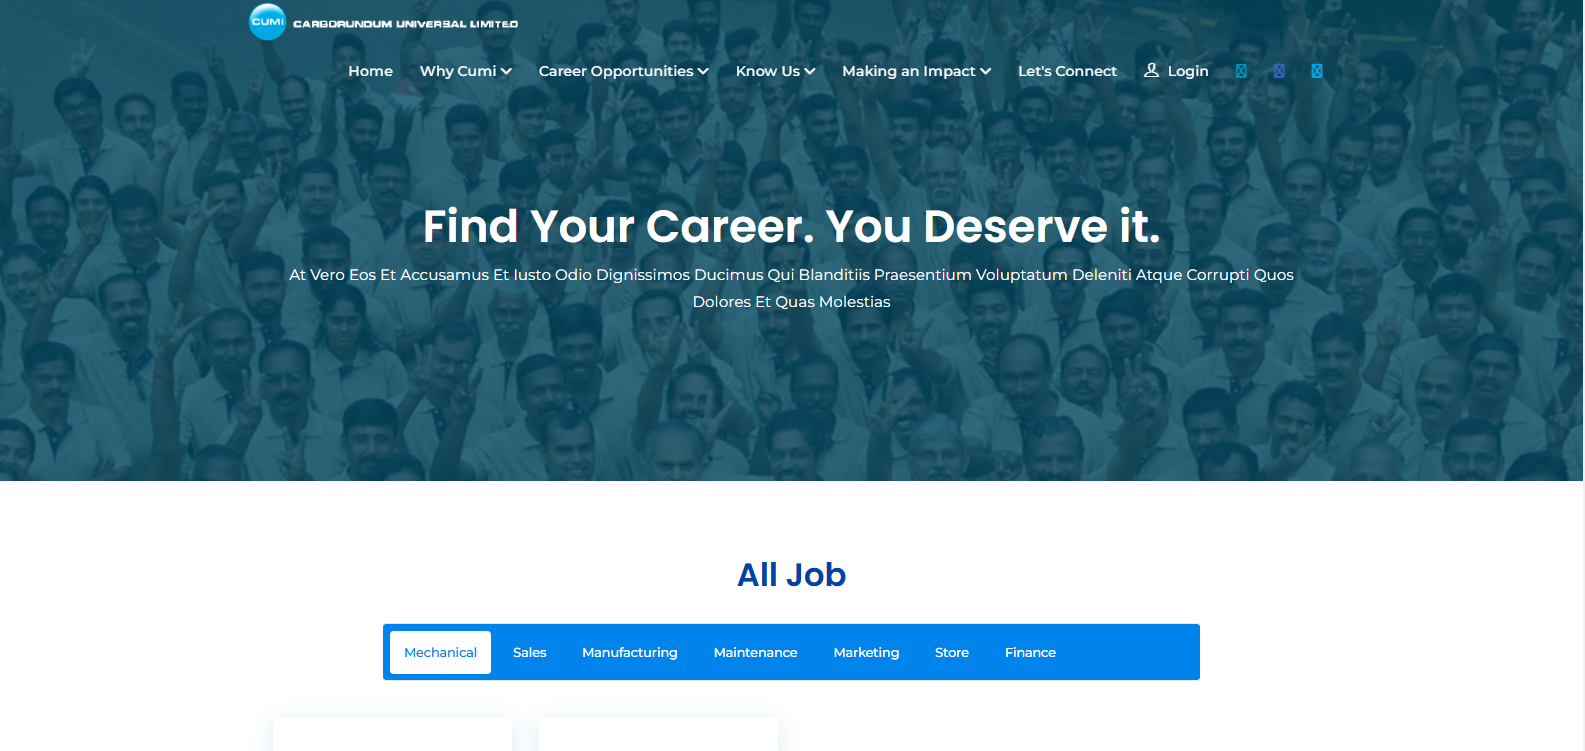 CUMI CARBORUNDUM UNIVERSAL LIMITED
Home Why Cumi Career Opportunities Know Us Making an Impact Let's Connect Login
Find Your Career. You Deserve it.
At Vero Eos Et Accusamus Et Iusto Odio Dignissimos Ducimus Qui Blanditiis Praesentium Voluptatum Deleniti Atque Corrupti Quos
Dolores Et Quas Molestias
All Job
Mechanical Sales Manufacturing Maintenance Marketing Store Finance